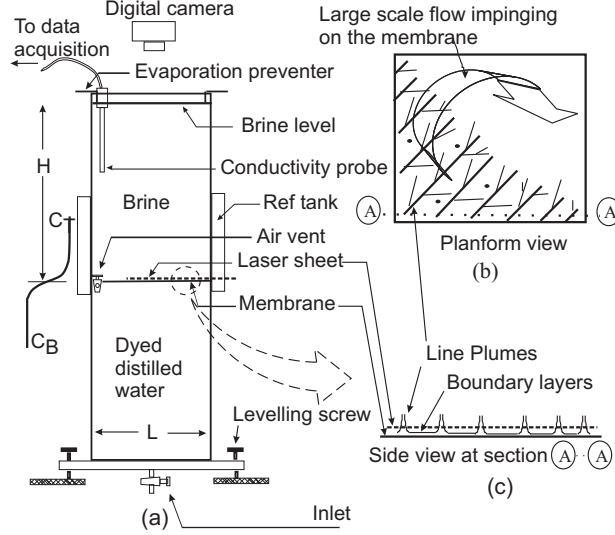 Digital camera
To data
acquisition
Evaporation preventer
Brine level
H
Conductivity probe
Brine
Ref tank
C
Air vent
Laser sheet
Membrane
C_B
Dyed
distilled
water
Levelling screw
L
(a)
Inlet
Large scale flow impinging
on the membrane
A
A
Planform view
(b)
Line Plumes
Boundary layers
Side view at section A - A
(c)